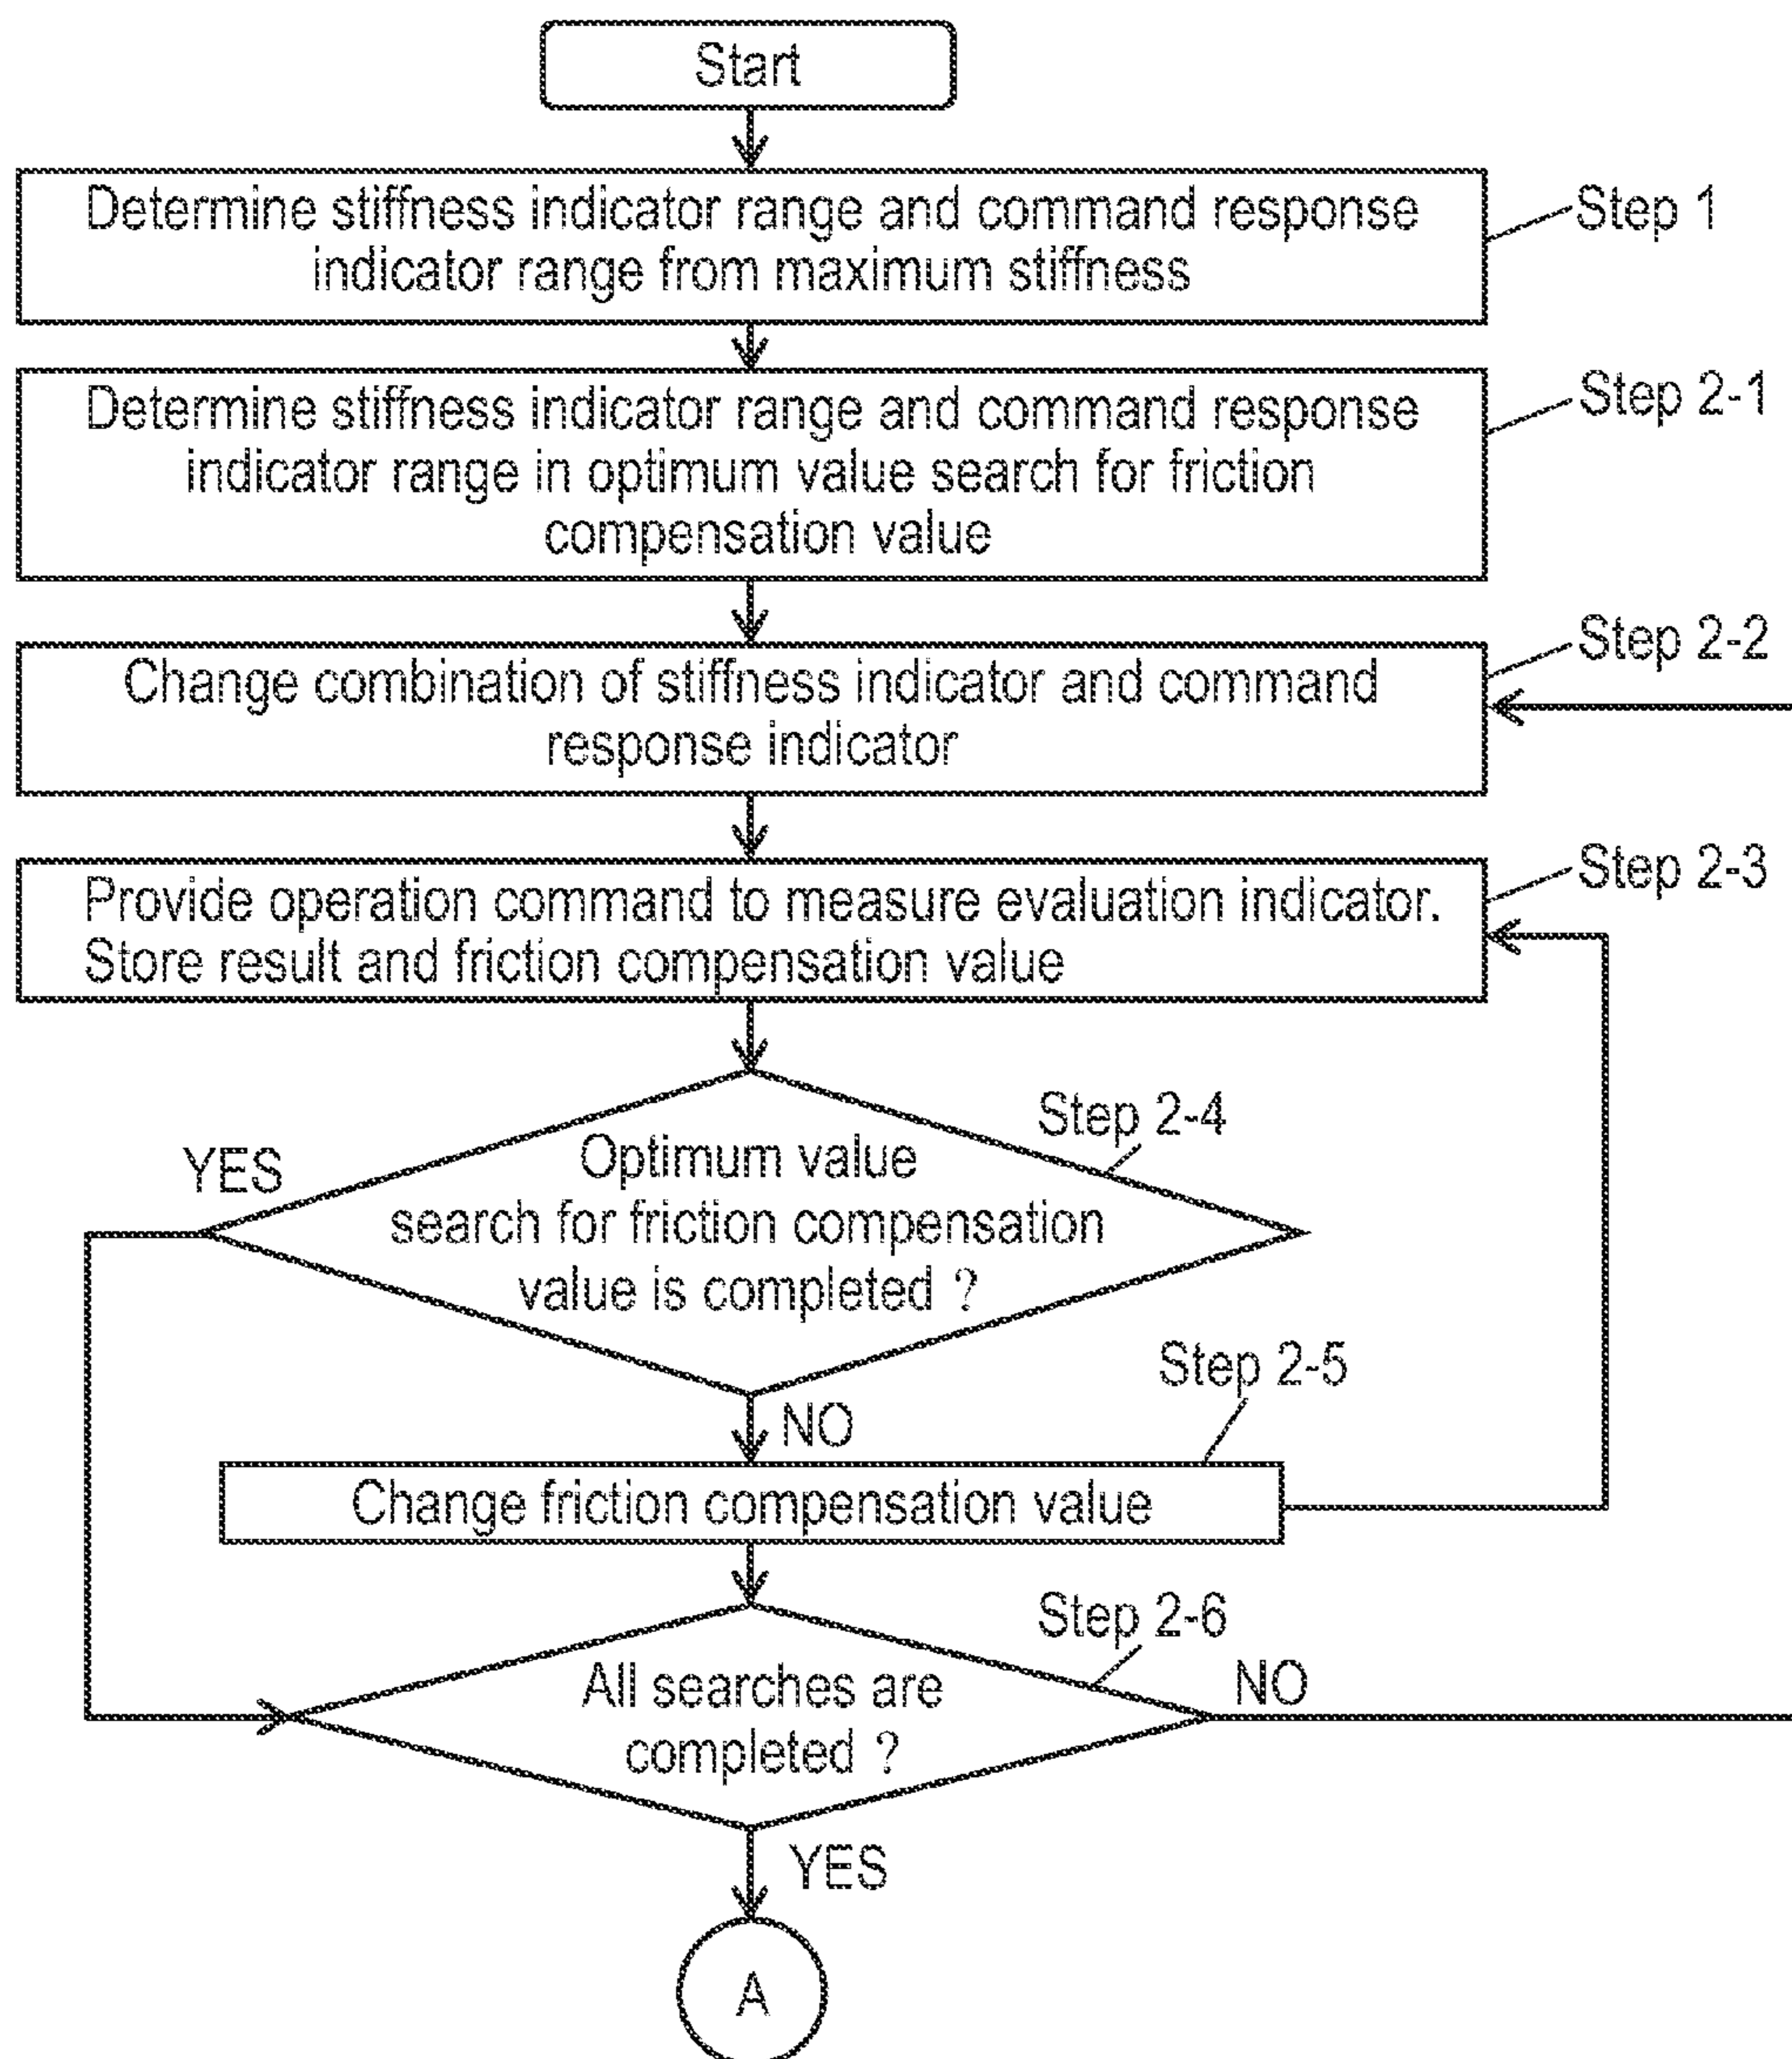 Start
Determine stiffness indicator range and command response
indicator range from maximum stiffness
Step 1
Determine stiffness indicator range and command response
indicator range in optimum value search for friction
compensation value
Step 2-1
Change combination of stiffness indicator and command
response indicator
Step 2-2
Provide operation command to measure evaluation indicator.
Store result and friction compensation value
Step 2-3
Step 2-4
YES
Optimum value
search for friction compensation
value is completed ?
NO
Step 2-5
Change friction compensation value
Step 2-6
All searches are
completed ?
NO
YES
A